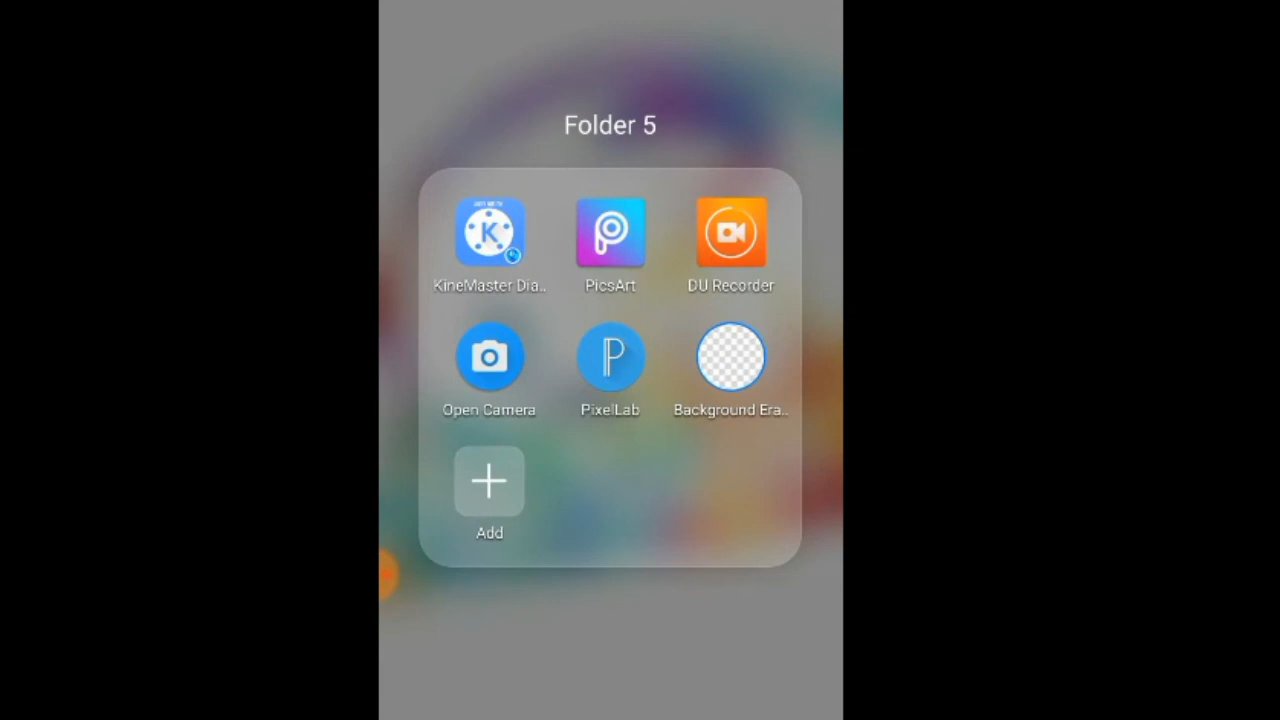 Folder 5
KineMaster Dia..
PicsArt
DU Recorder
Open Camera
PixelLab
Background Era..
Add